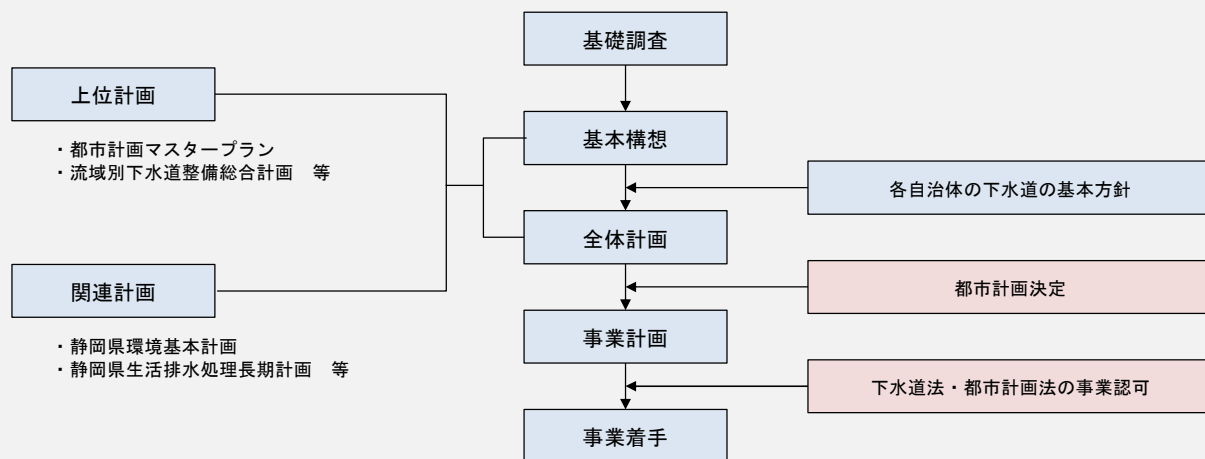 基礎調査
上位計画
・都市計画マスタープラン
・流域別下水道整備総合計画　等
基本構想
各自治体の下水道の基本方針
全体計画
関連計画
・静岡県環境基本計画
・静岡県生活排水処理長期計画　等
都市計画決定
事業計画
下水道法・都市計画法の事業認可
事業着手